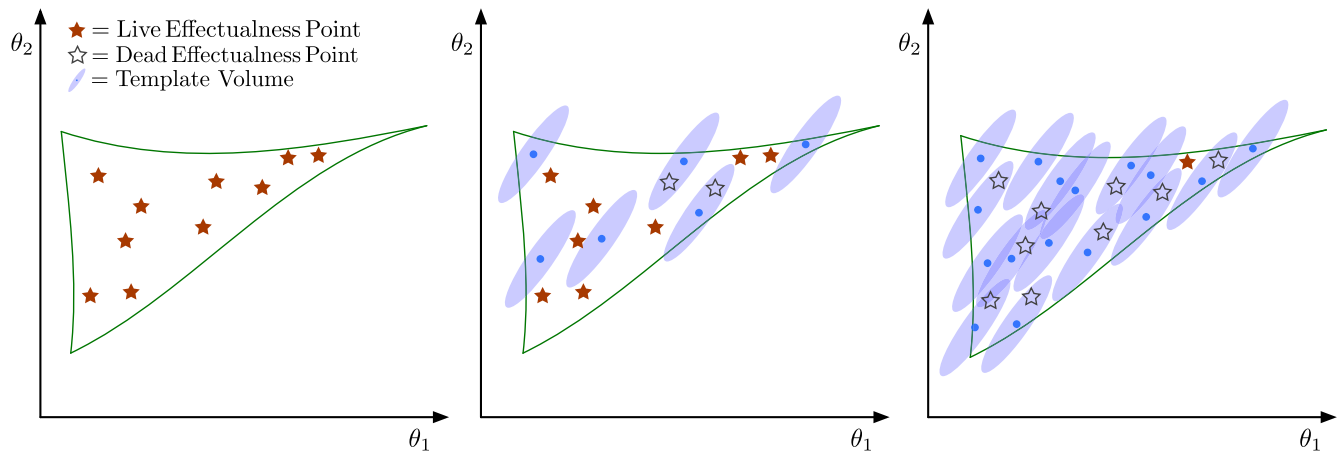 θ₂
= Live Effectualness Point
= Dead Effectualness Point
= Template Volume
θ₁
θ₂
θ₁
θ₂
θ₁